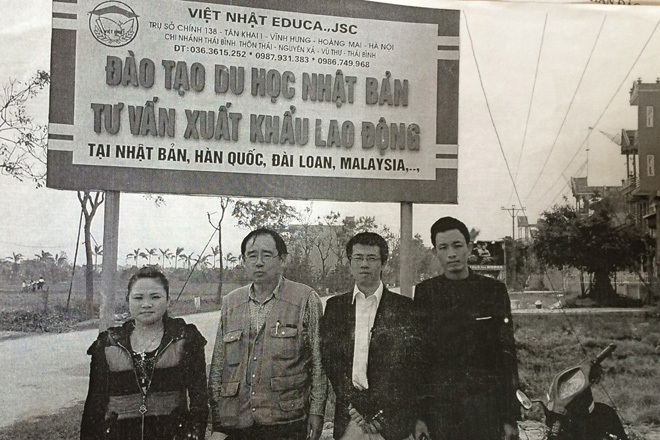 VIỆT NHẬT EDUCA.,JSC
TRỤ SỞ CHÍNH 138 - TÂN KHAI I - VĨNH HƯNG - HOÀNG MAI - HÀ NỘI
CHI NHÁNH THÁI BÌNH THÔN THÁI - NGUYÊN XÁ - VŨ THƯ - THÁI BÌNH
ĐT: 036.3615.252 * 0987.931.383 * 0986.749.968
ĐÀO TẠO DU HỌC NHẬT BẢN
TƯ VẤN XUẤT KHẨU LAO ĐỘNG
TẠI NHẬT BẢN, HÀN QUỐC, ĐÀI LOAN, MALAYSIA,..,